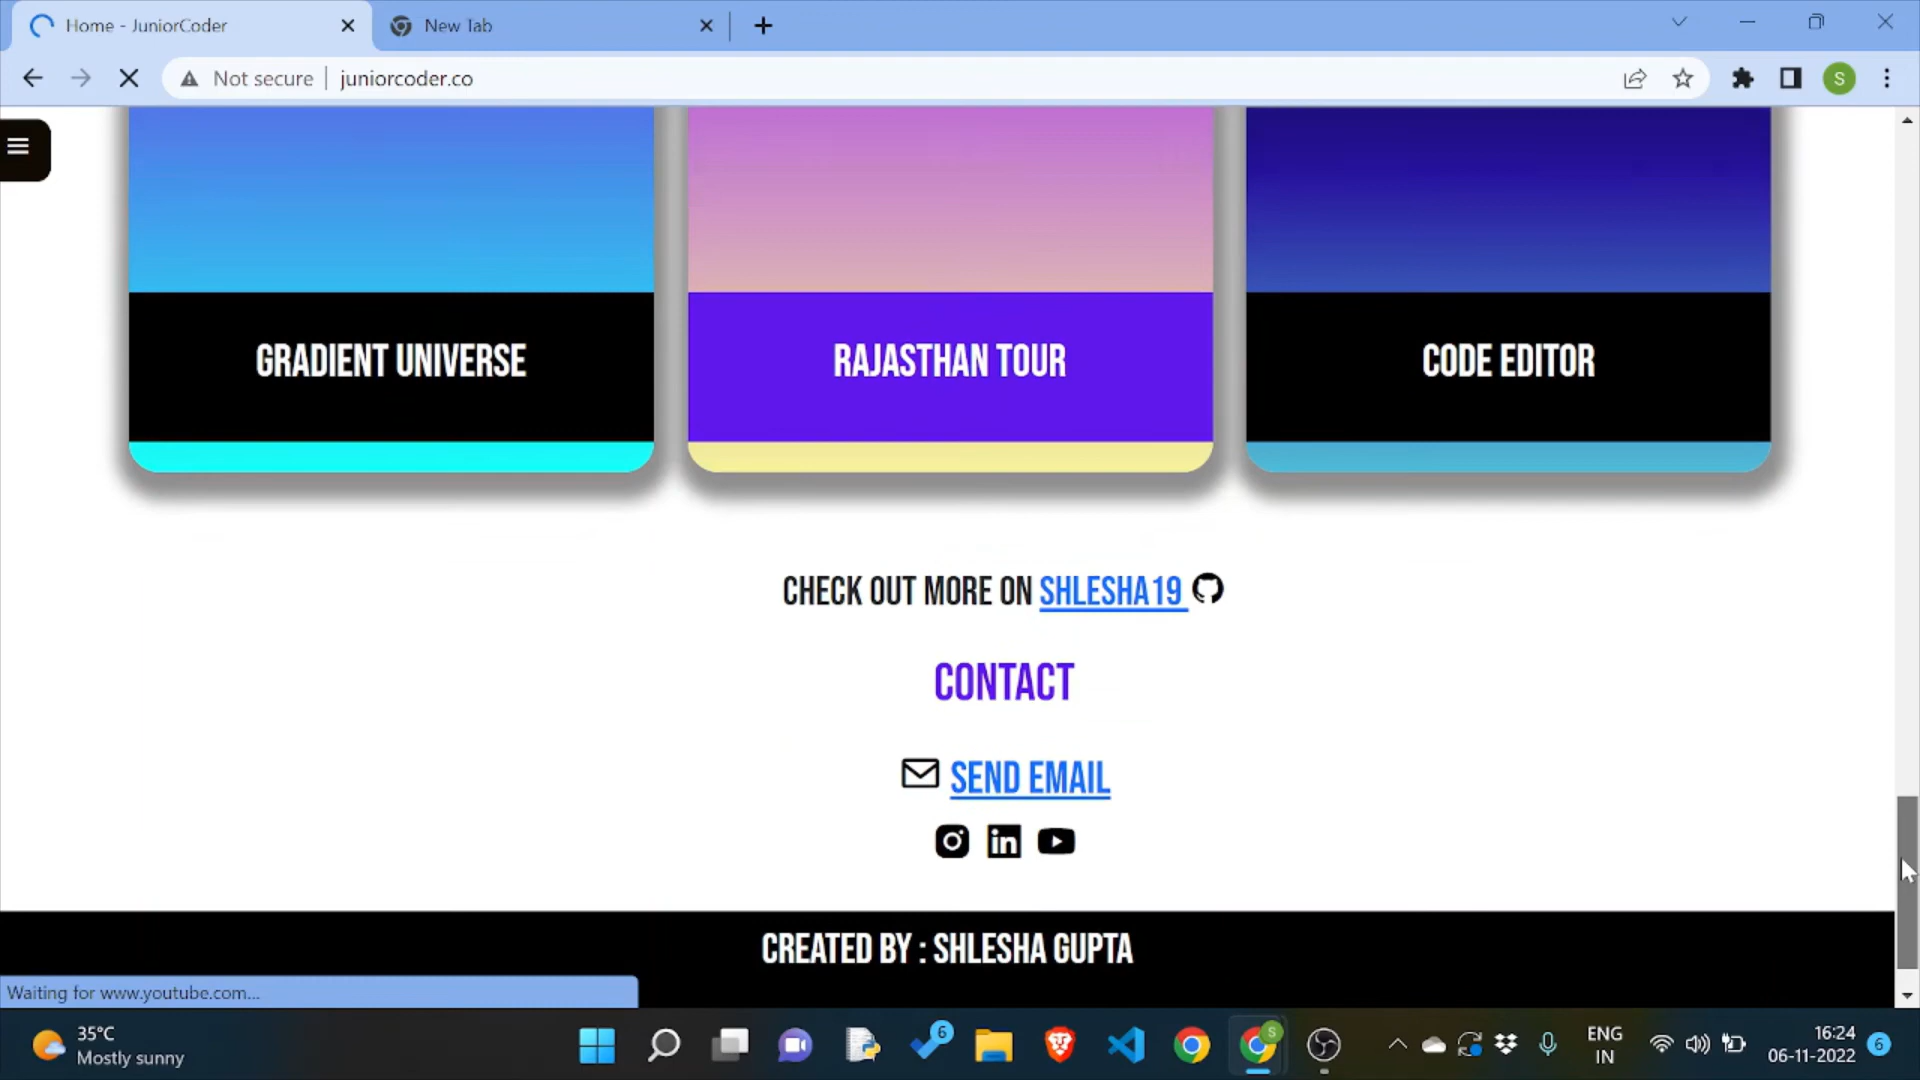 Home - JuniorCoder
New Tab
Not secure
juniorcoder.co
GRADIENT UNIVERSE
RAJASTHAN TOUR
CODE EDITOR
CHECK OUT MORE ON SHLESHA19
CONTACT
SEND EMAIL
CREATED BY : SHLESHA GUPTA
Waiting for www.youtube.com...
35°C
Mostly sunny
6
S
S
ENG
IN
16:24
06-11-2022
6